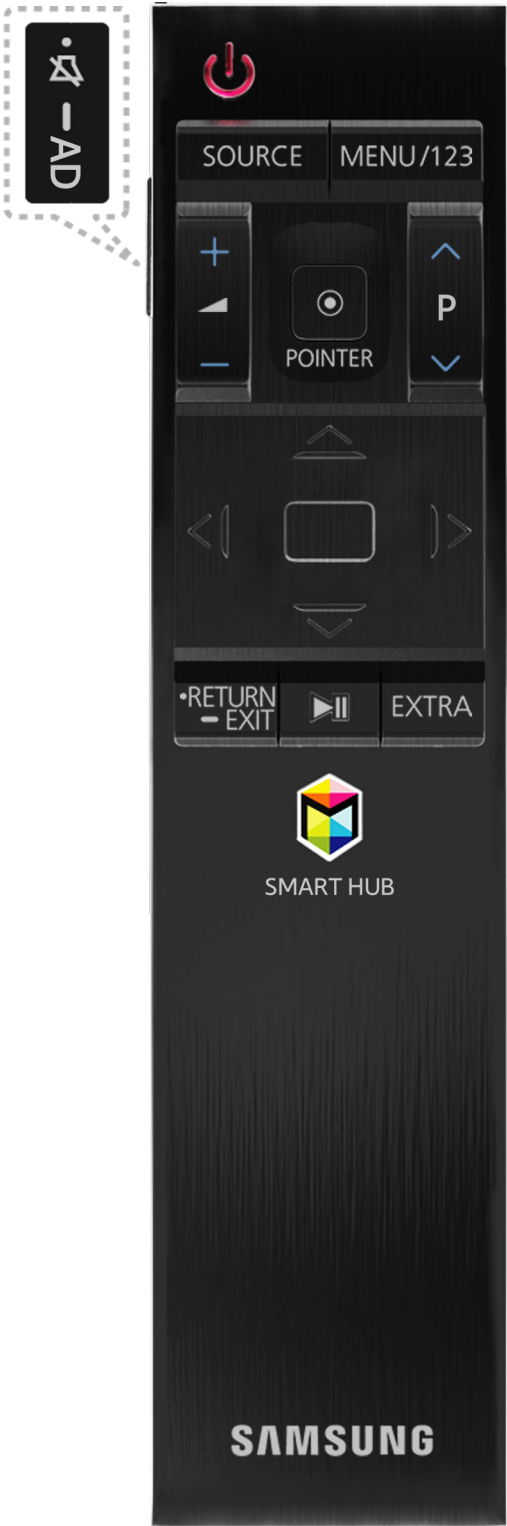 AD
SOURCE
MENU/123
+
P
POINTER
−
•RETURN
EXIT
EXTRA
SMART HUB
SAMSUNG